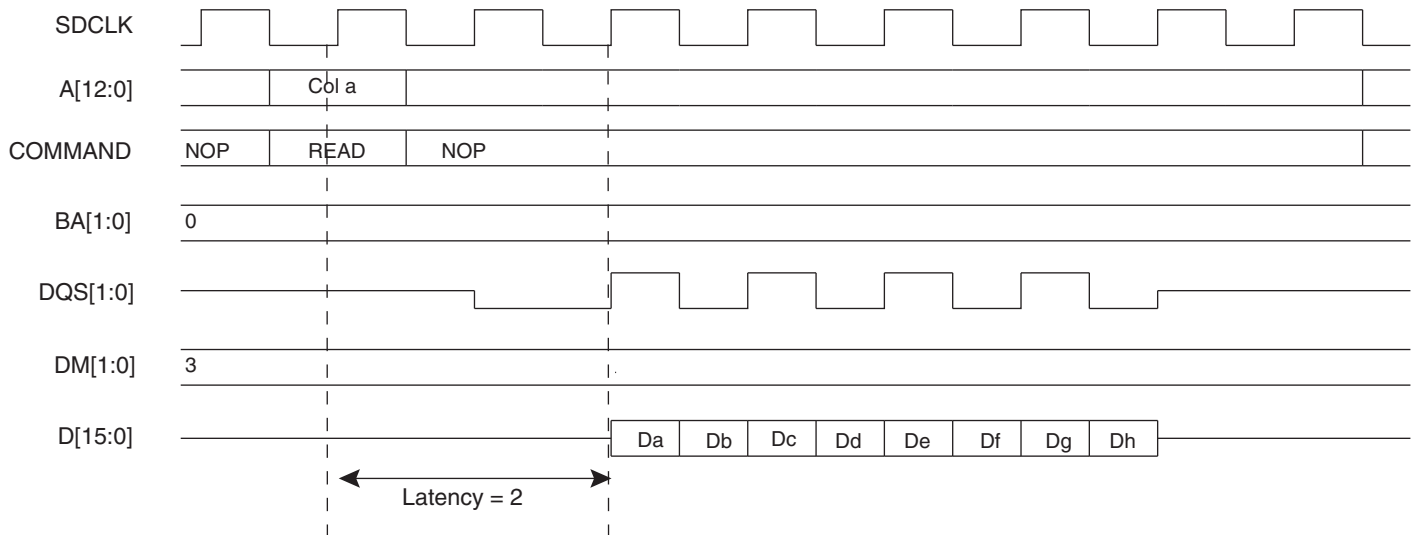 SDCLK
A[12:0] Col a
COMMAND NOP READ NOP
BA[1:0] 0
DQS[1:0]
DM[1:0] 3
D[15:0] Da Db Dc Dd De Df Dg Dh
Latency = 2